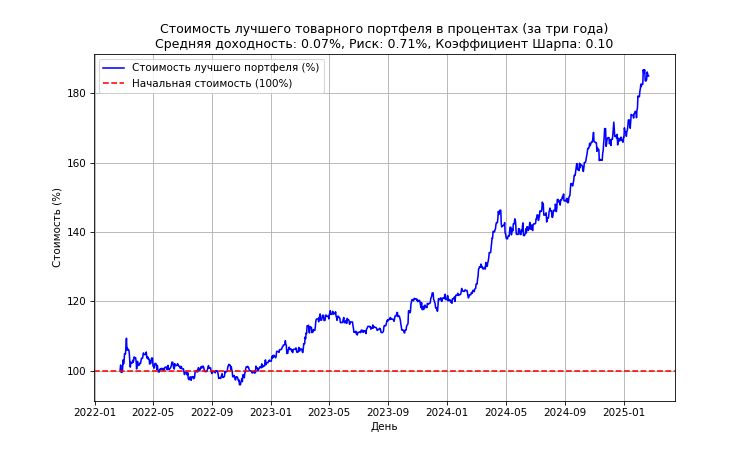 Стоимость лучшего товарного портфеля в процентах (за три года)
Средняя доходность: 0.07%, Риск: 0.71%, Коэффициент Шарпа: 0.10
Стоимость лучшего портфеля (%)
Начальная стоимость (100%)
Стоимость (%)
180
160
140
120
100
2022-01 2022-05 2022-09 2023-01 2023-05 2023-09 2024-01 2024-05 2024-09 2025-01
День